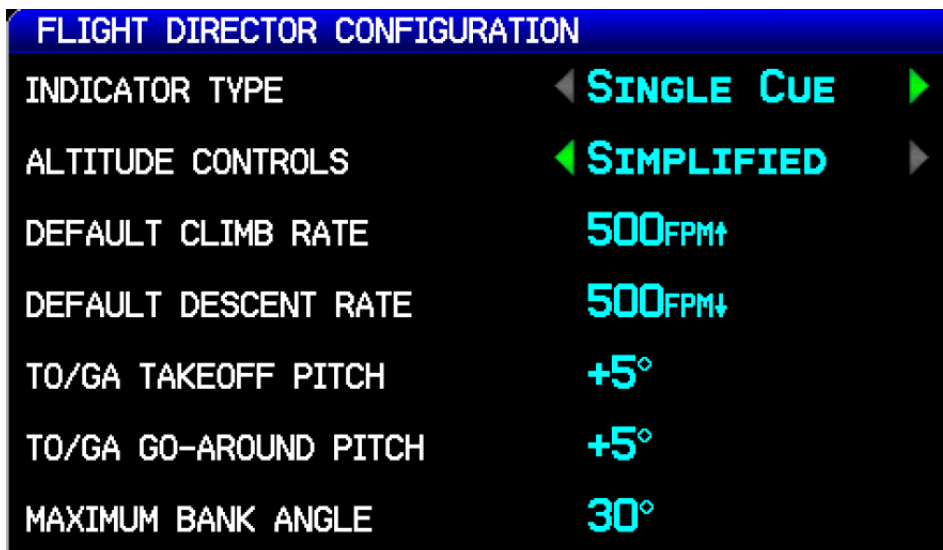 FLIGHT DIRECTOR CONFIGURATION
INDICATOR TYPE SINGLE CUE
ALTITUDE CONTROLS SIMPLIFIED
DEFAULT CLIMB RATE 500FPM↑
DEFAULT DESCENT RATE 500FPM↓
TO/GA TAKEOFF PITCH +5°
TO/GA GO-AROUND PITCH +5°
MAXIMUM BANK ANGLE 30°